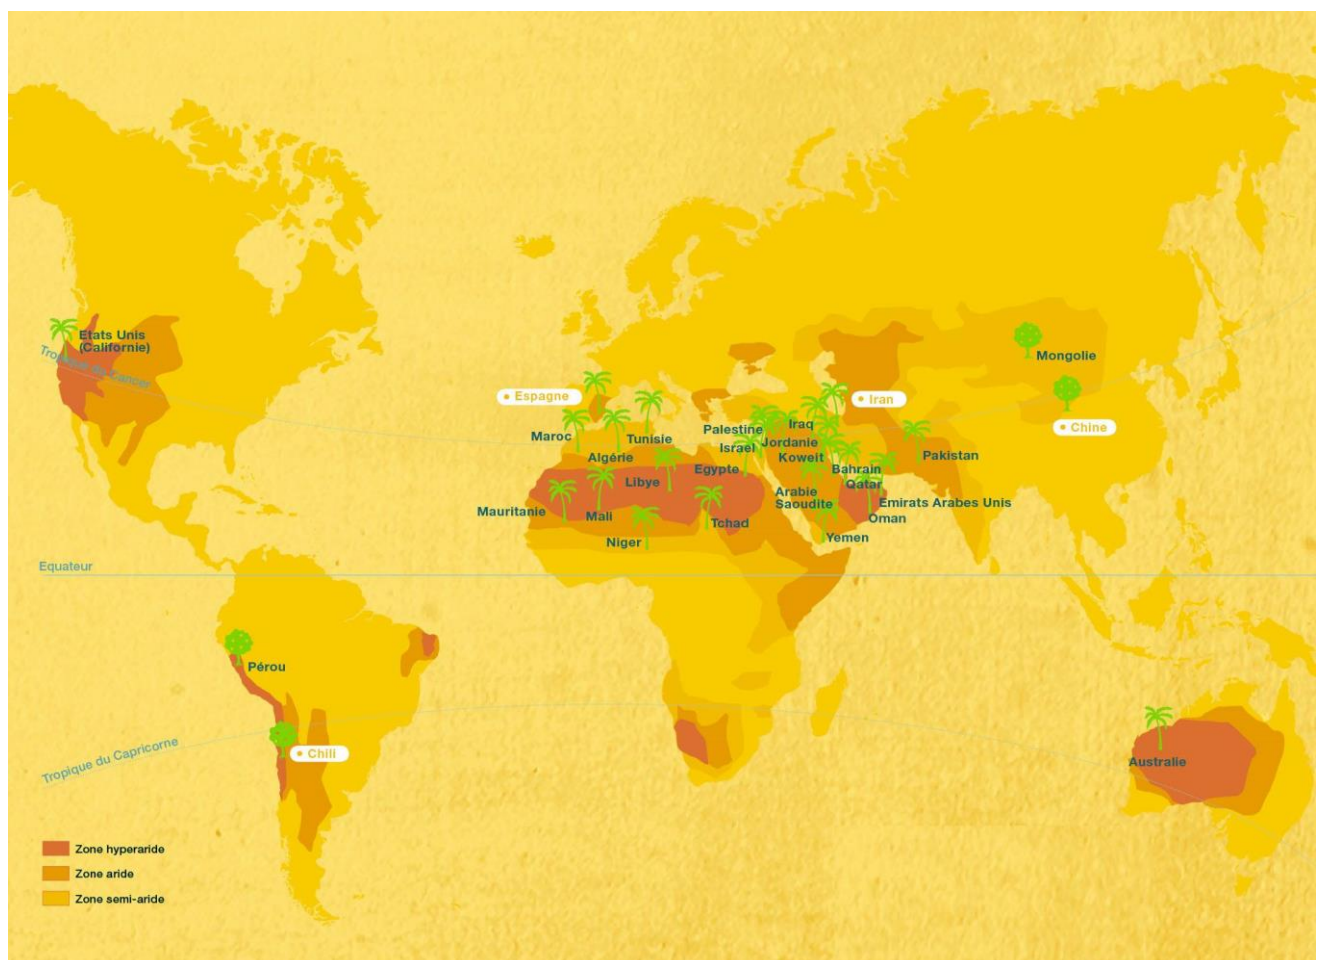 Etats Unis
(Californie)
Tropique du Cancer
Mongolie
Espagne
Iran
Chine
Maroc
Tunisie
Palestine
Iraq
Algérie
Israel
Jordanie
Koweit
Pakistan
Libye
Egypte
Bahrain
Qatar
Mauritanie
Mali
Arabie
Saoudite
Emirats Arabes Unis
Tchad
Oman
Niger
Yemen
Equateur
Pérou
Tropique du Capricorne
Chili
Australie
Zone hyperaride
Zone aride
Zone semi-aride